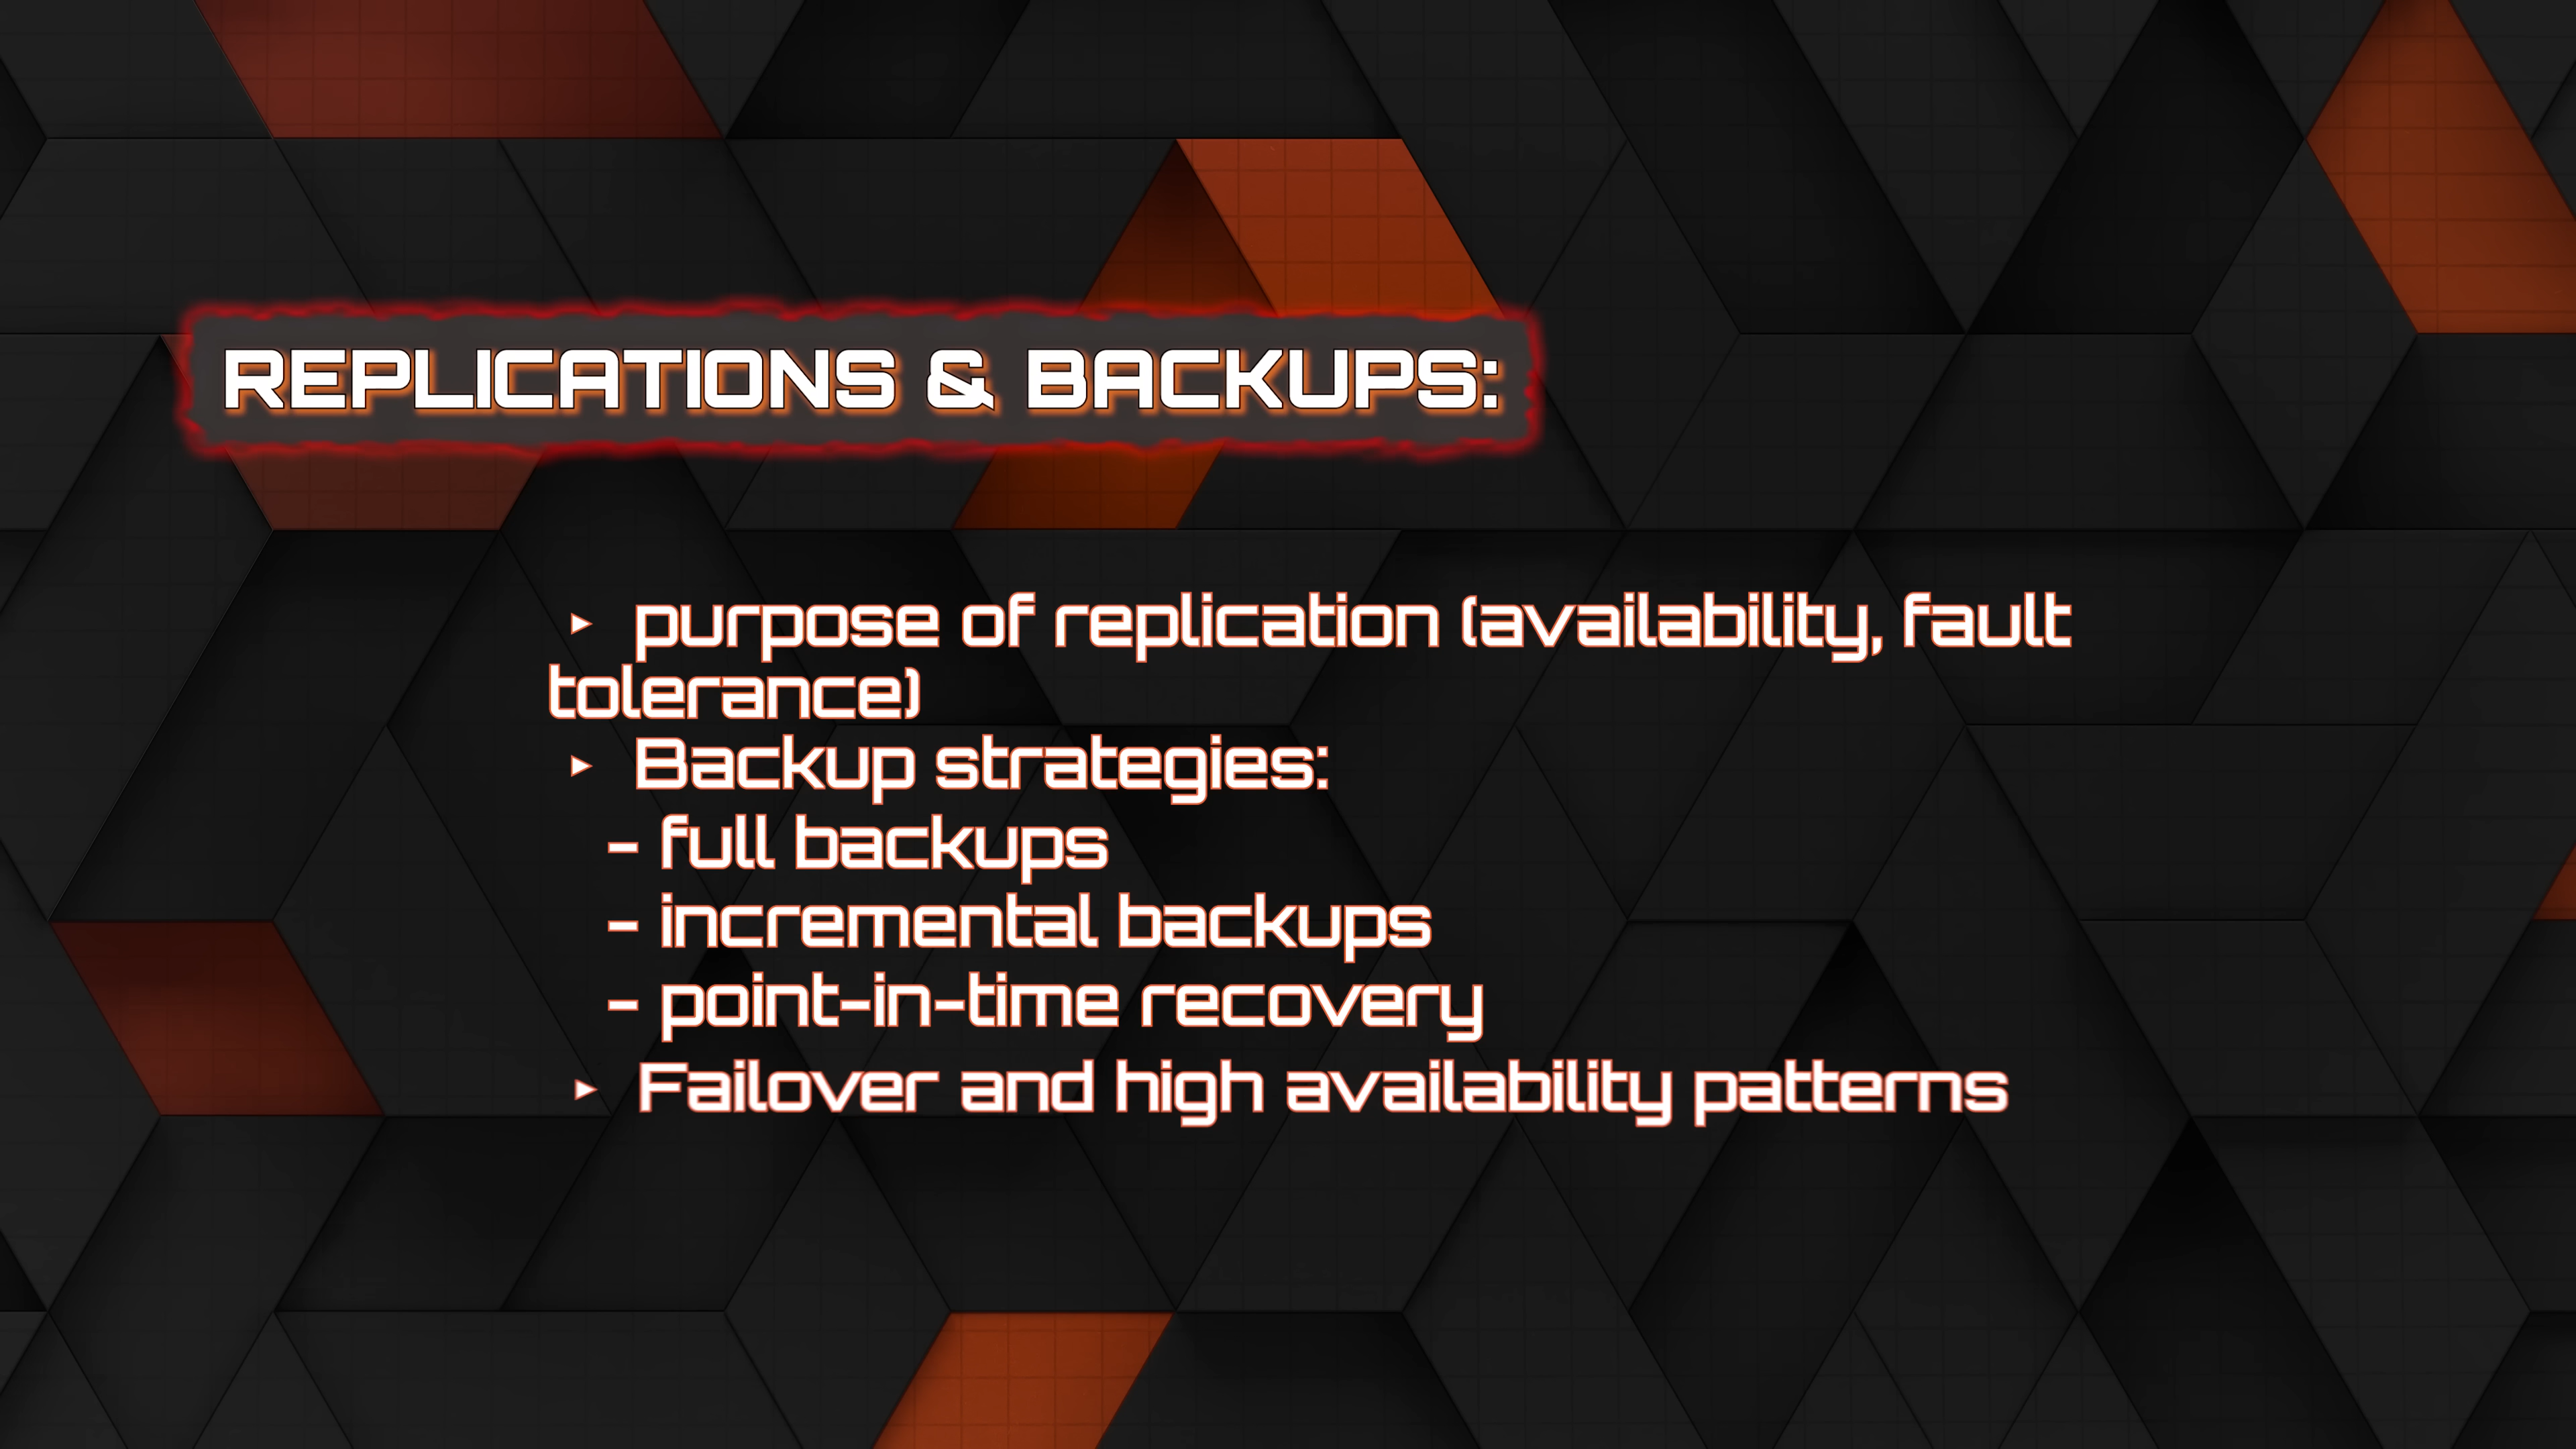 REPLICATIONS & BACKUPS:
▸ purpose of replication (availability, fault
tolerance)
▸ Backup strategies:
- full backups
- incremental backups
- point-in-time recovery
▸ Failover and high availability patterns